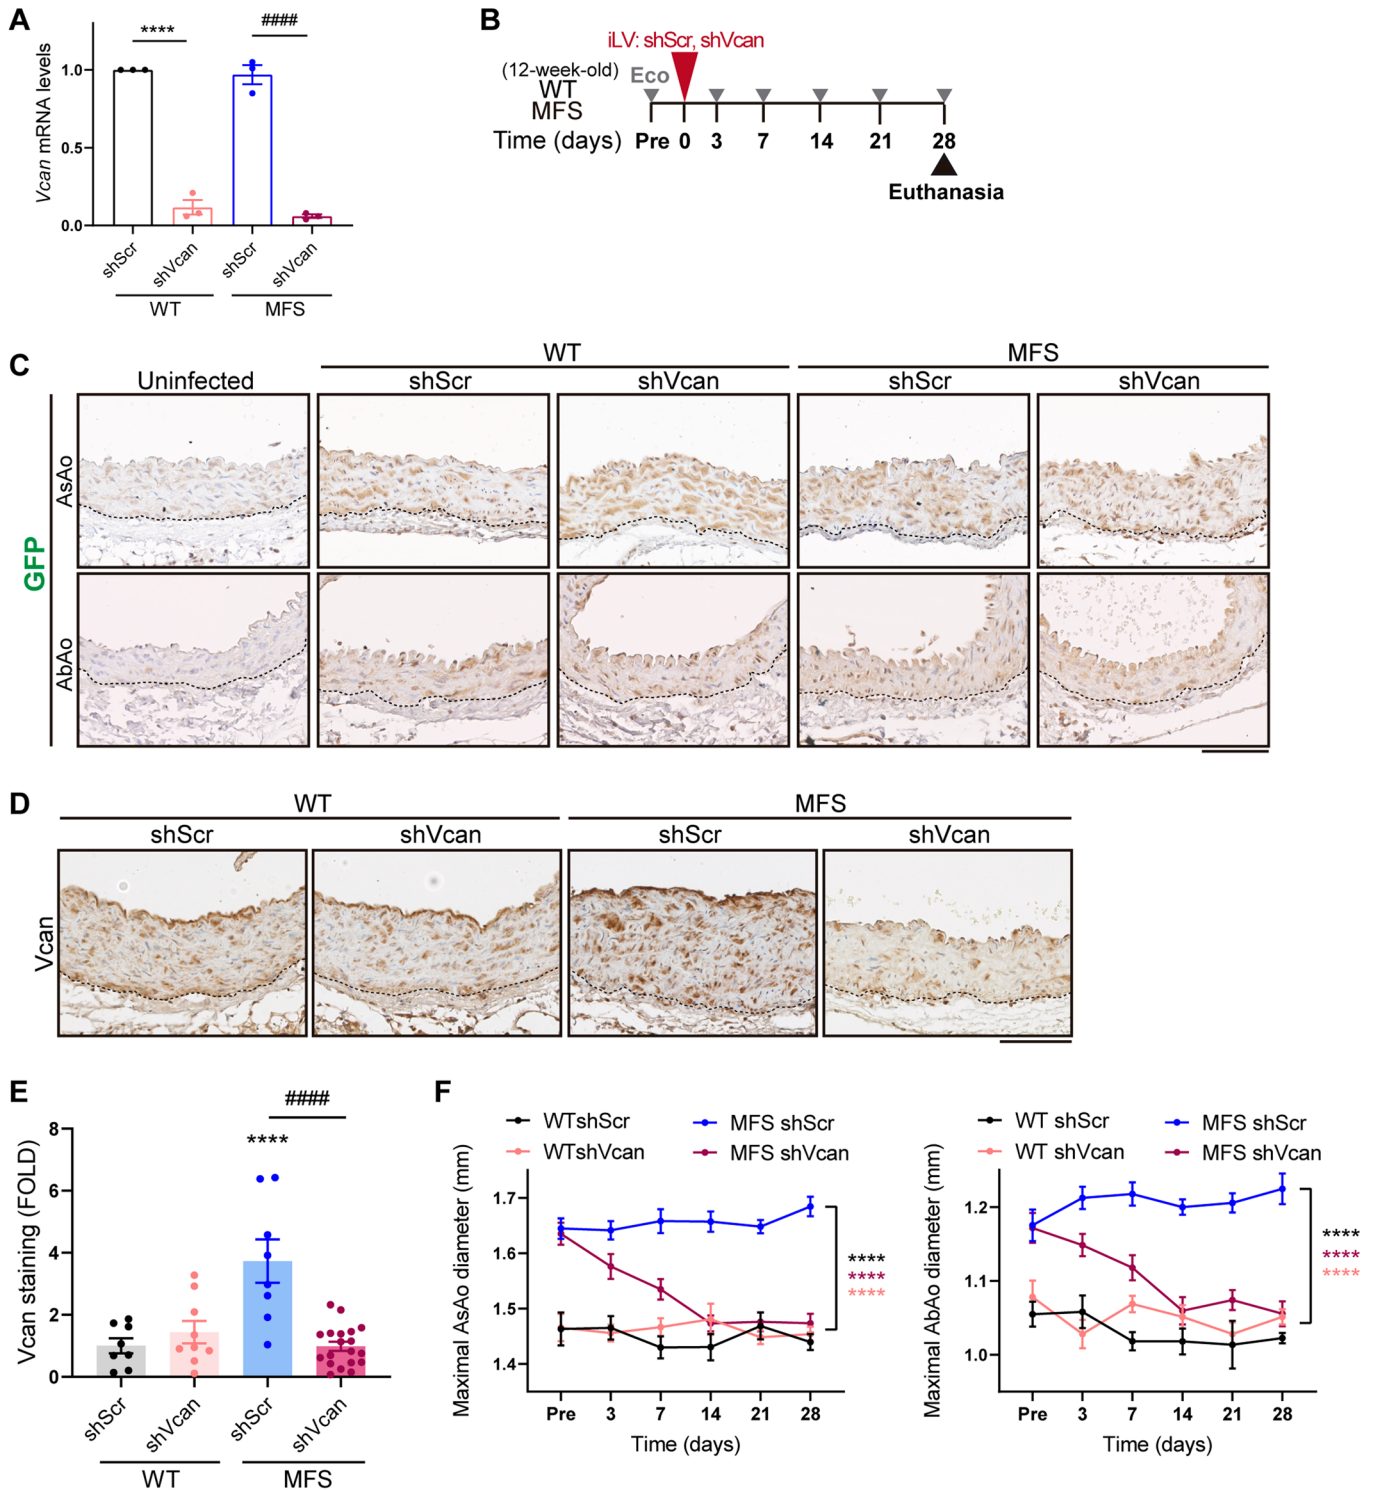 A
Vcan mRNA levels
1.0
0.5
0.0
****
####
shScr
shVcan
shScr
shVcan
WT
MFS
B
iLV: shScr, shVcan
(12-week-old)
WT
MFS
Eco
Time (days)
Pre 0 3 7 14 21 28
Euthanasia
C
WT
MFS
Uninfected
shScr
shVcan
shScr
shVcan
GFP
AsAo
AbAo
D
WT
MFS
shScr
shVcan
shScr
shVcan
Vcan
E
Vcan staining (FOLD)
8
6
4
2
0
####
****
shScr
shVcan
shScr
shVcan
WT
MFS
F
WTshScr
MFS shScr
WTshVcan
MFS shVcan
Maximal AsAo diameter (mm)
1.7
1.6
1.5
1.4
****
****
****
Pre 3 7 14 21 28
Time (days)
WT shScr
MFS shScr
WT shVcan
MFS shVcan
Maximal AbAo diameter (mm)
1.2
1.1
1.0
****
****
****
Pre 3 7 14 21 28
Time (days)